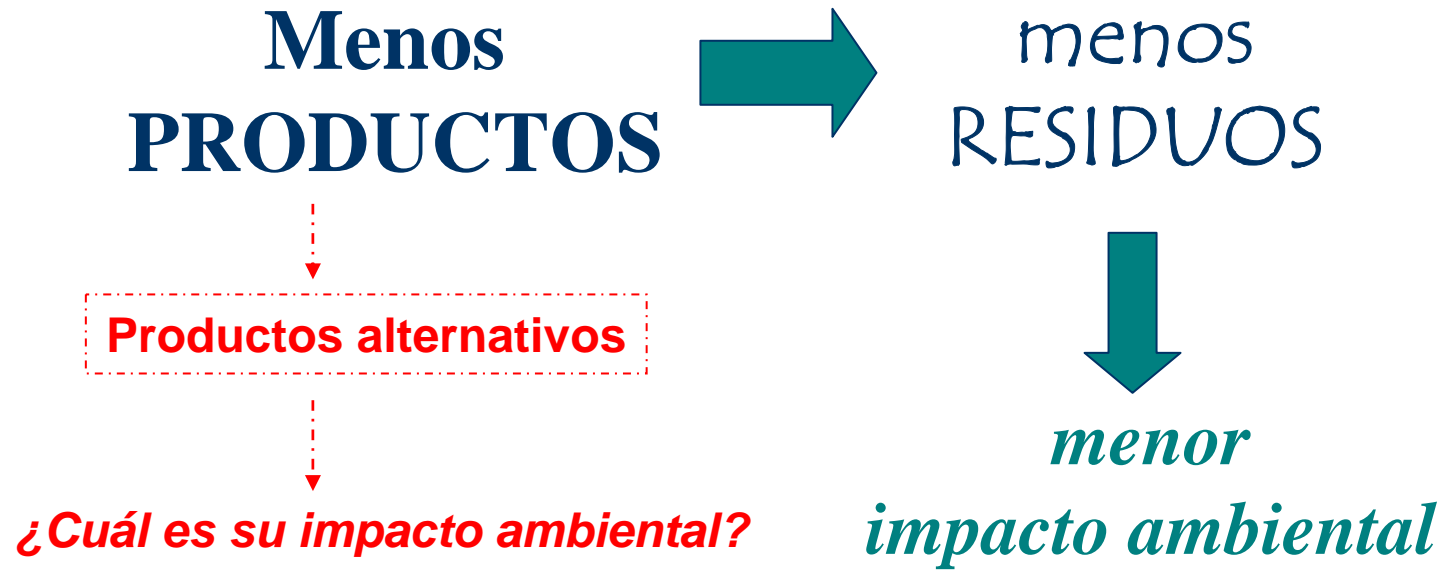 Menos
PRODUCTOS
menos
RESIDUOS
Productos alternativos
¿Cuál es su impacto ambiental?
menor
impacto ambiental